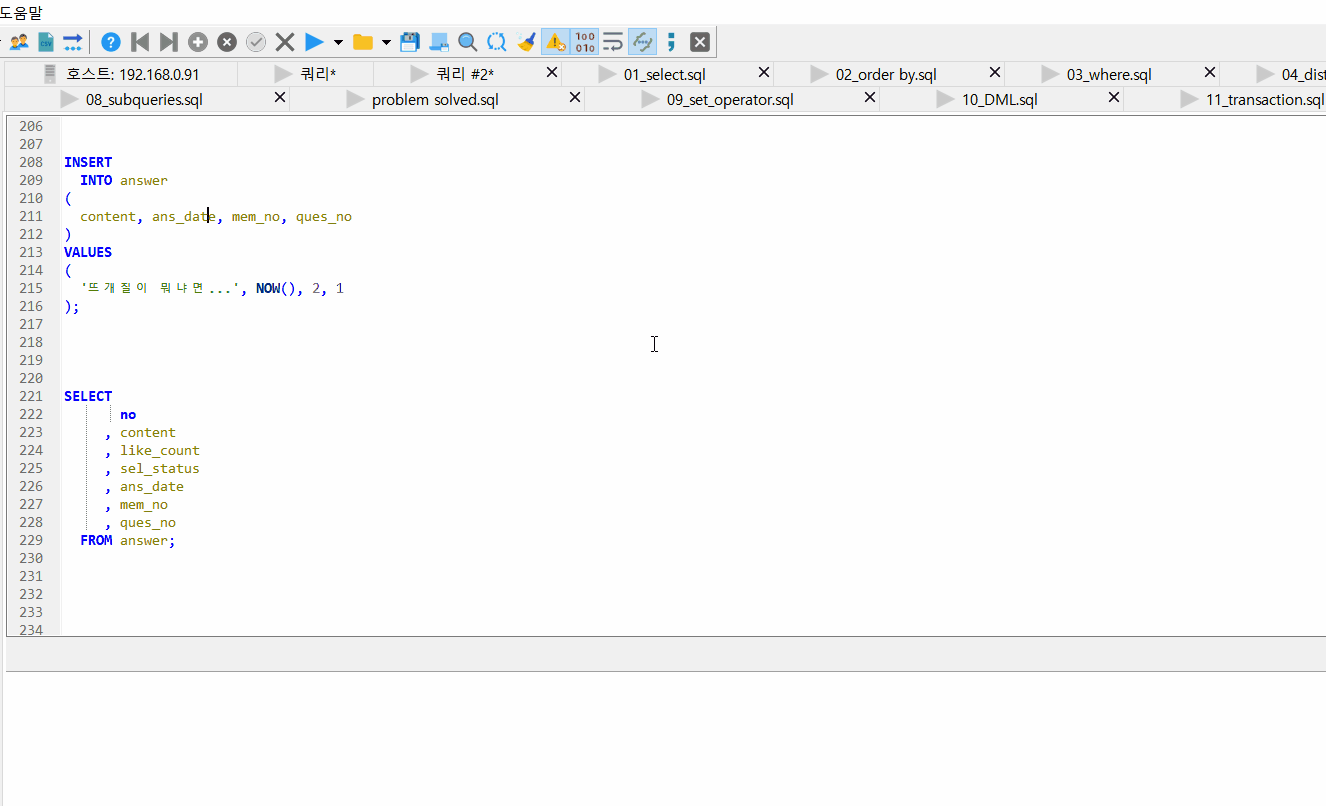 도움말
호스트: 192.168.0.91 쿼리* 쿼리 #2* 01_select.sql 02_order by.sql 03_where.sql 04_dist
08_subqueries.sql problem solved.sql 09_set_operator.sql 10_DML.sql 11_transaction.sql
206
207
208 INSERT
209 INTO answer
210 (
211 content, ans_date, mem_no, ques_no
212 )
213 VALUES
214 (
215 '뜨개질이 뭐냐면...', NOW(), 2, 1
216 );
217
218
219
220
221 SELECT
222 no
223 , content
224 , like_count
225 , sel_status
226 , ans_date
227 , mem_no
228 , ques_no
229 FROM answer;
230
231
232
233
234